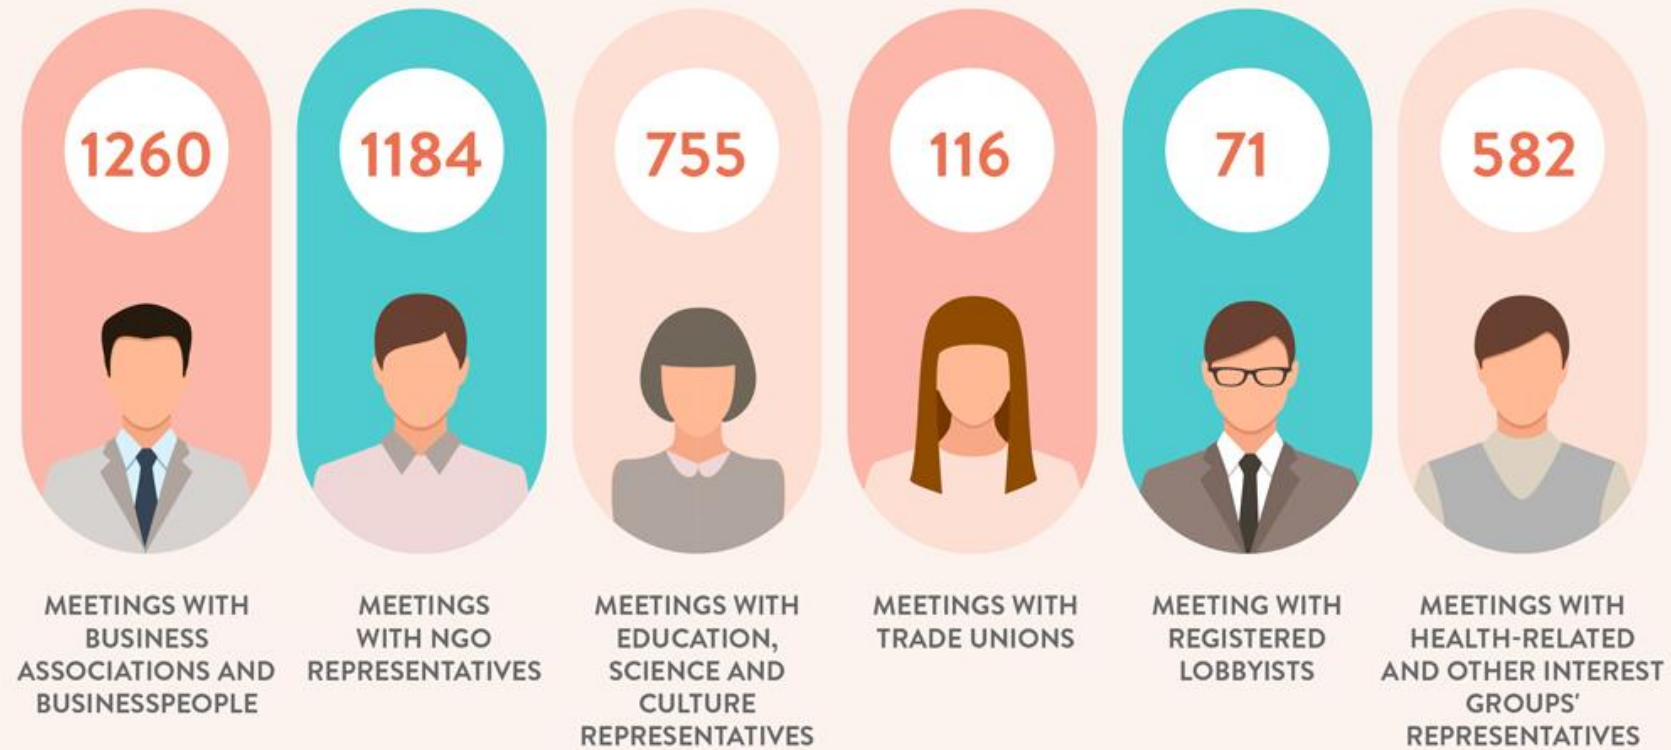 1260
MEETINGS WITH
BUSINESS
ASSOCIATIONS AND
BUSINESSPEOPLE
1184
MEETINGS
WITH NGO
REPRESENTATIVES
755
MEETINGS WITH
EDUCATION,
SCIENCE AND
CULTURE
REPRESENTATIVES
116
MEETINGS WITH
TRADE UNIONS
71
MEETING WITH
REGISTERED
LOBBYISTS
582
MEETINGS WITH
HEALTH-RELATED
AND OTHER INTEREST
GROUPS'
REPRESENTATIVES